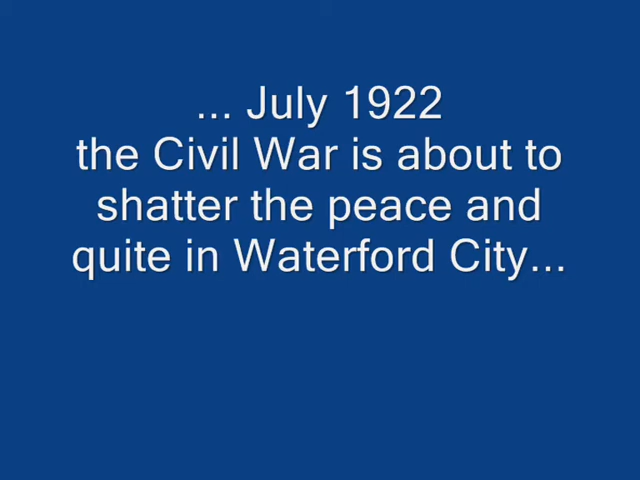 ... July 1922
the Civil War is about to
shatter the peace and
quite in Waterford City...